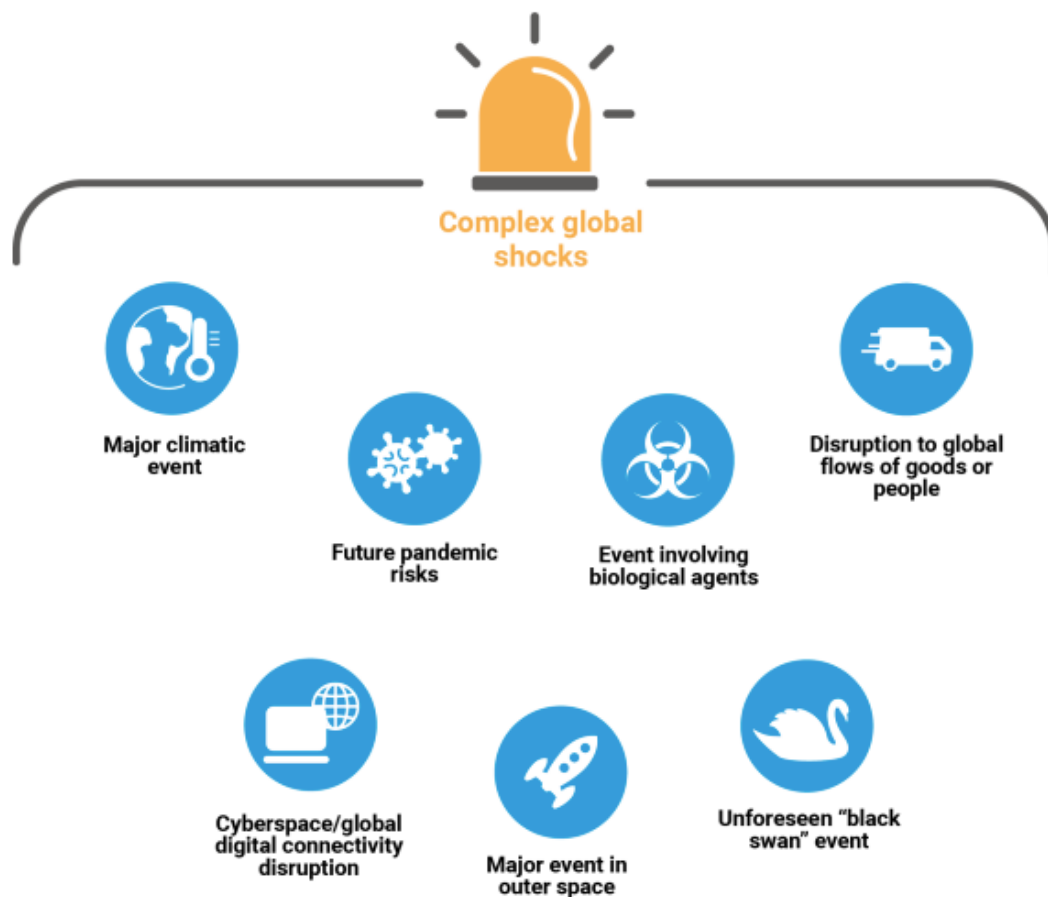 Complex global
shocks
Major climatic
event
Disruption to global
flows of goods or
people
Future pandemic
risks
Event involving
biological agents
Cyberspace/global
digital connectivity
disruption
Major event in
outer space
Unforeseen “black
swan” event